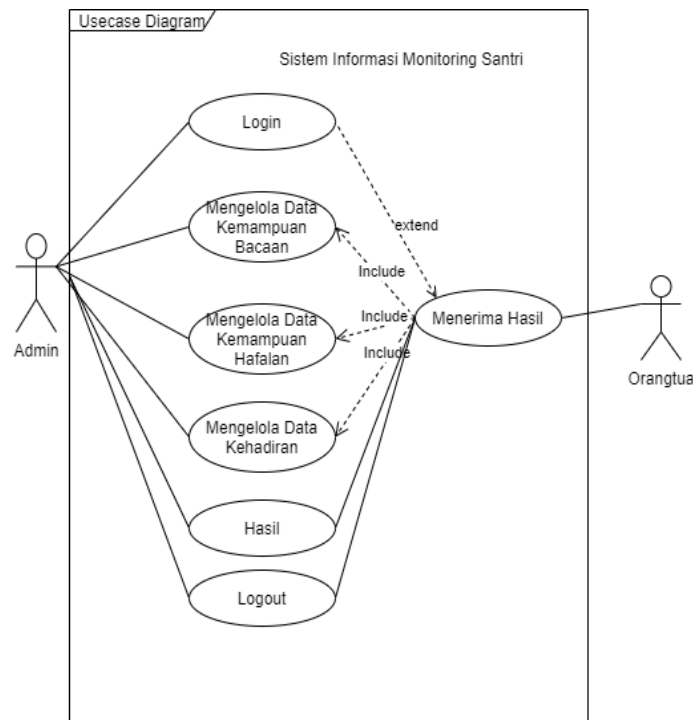 Usecase Diagram
Sistem Informasi Monitoring Santri
Login
Mengelola Data
Kemampuan
Bacaan
extend
Include
Admin
Mengelola Data
Kemampuan
Hafalan
Include
Include
Menerima Hasil
Orangtua
Mengelola Data
Kehadiran
Hasil
Logout